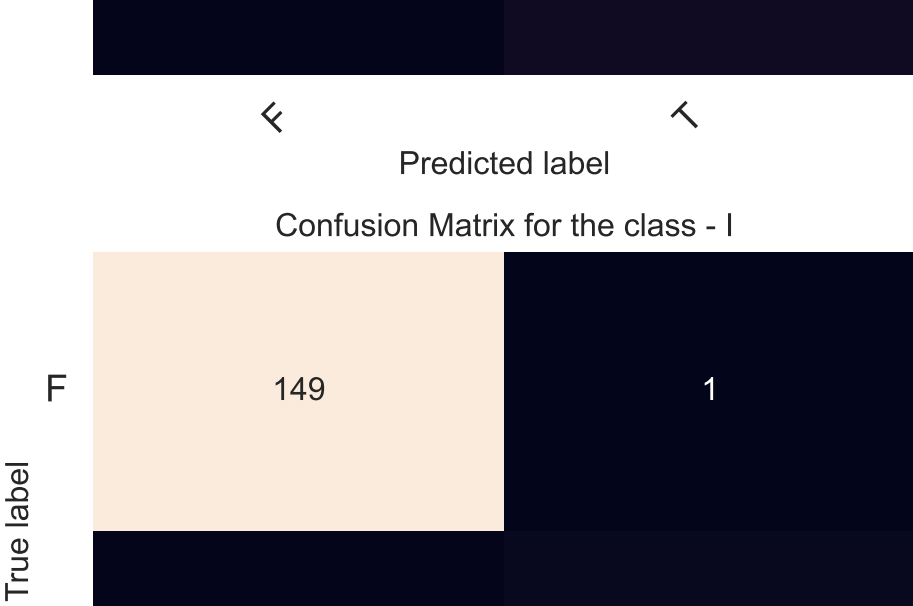 F T
Predicted label
Confusion Matrix for the class - I
F 149 1
True label